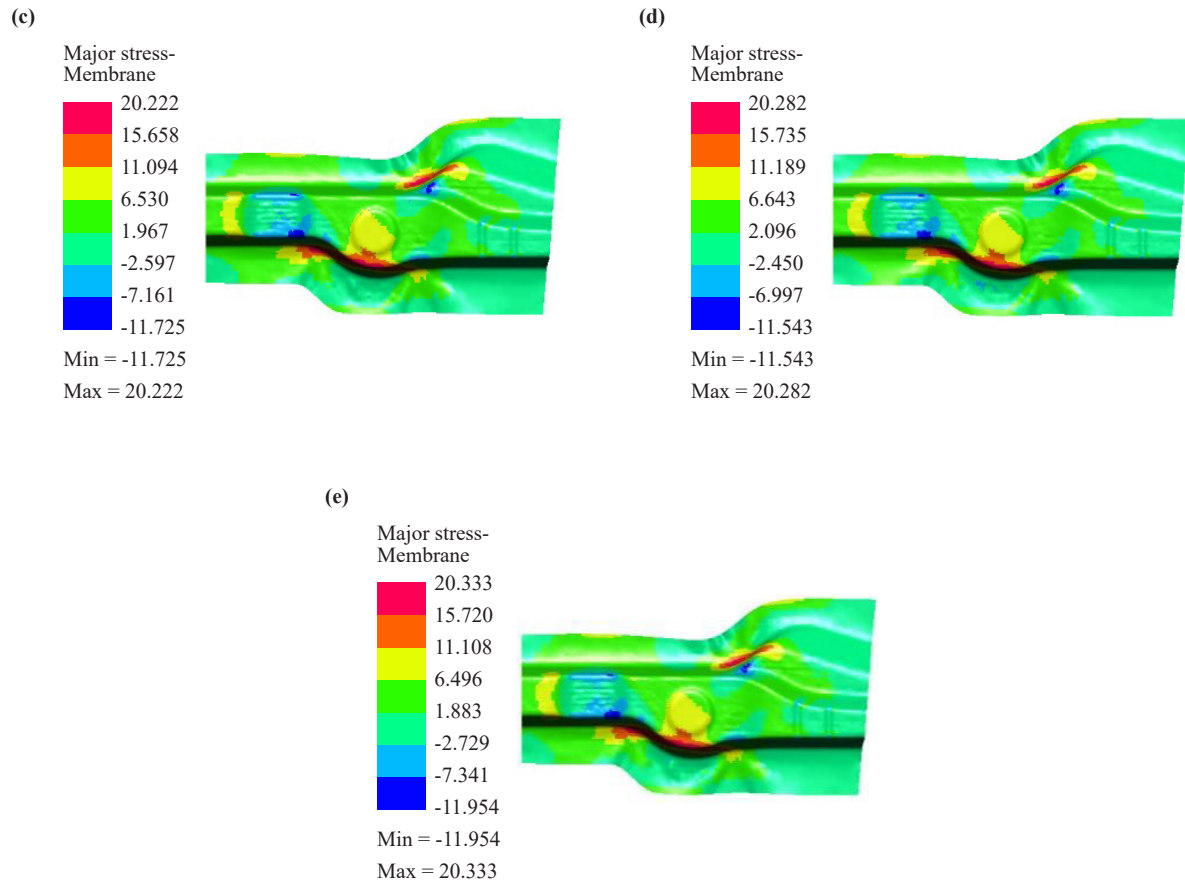 (c)
Major stress-
Membrane
20.222
15.658
11.094
6.530
1.967
-2.597
-7.161
-11.725
Min = -11.725
Max = 20.222
(d)
Major stress-
Membrane
20.282
15.735
11.189
6.643
2.096
-2.450
-6.997
-11.543
Min = -11.543
Max = 20.282
(e)
Major stress-
Membrane
20.333
15.720
11.108
6.496
1.883
-2.729
-7.341
-11.954
Min = -11.954
Max = 20.333